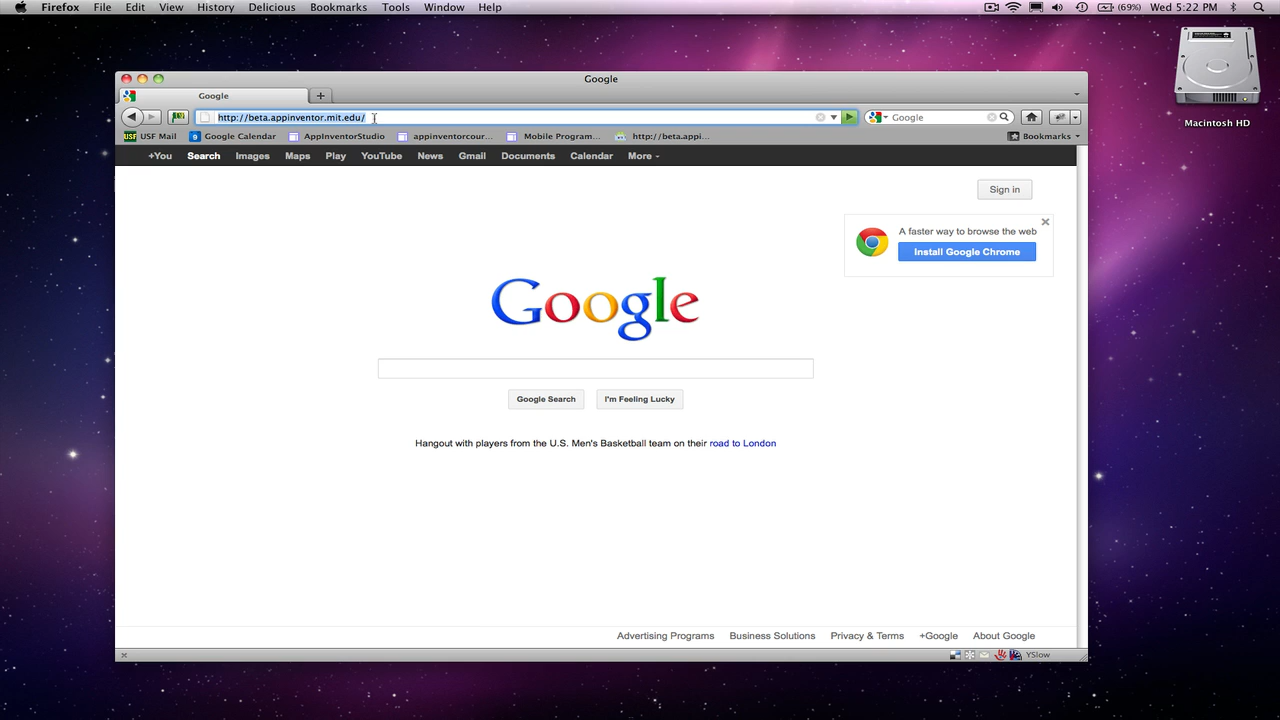 Firefox File Edit View History Delicious Bookmarks Tools Window Help (69%) Wed 5:22 PM
Macintosh HD
Google
Google
http://beta.appinventor.mit.edu/ Google
USF USF Mail 9 Google Calendar AppInventorStudio appinventorcour... Mobile Program... http://beta.appi... Bookmarks
+You Search Images Maps Play YouTube News Gmail Documents Calendar More
Sign in
A faster way to browse the web
Install Google Chrome
Google
Google Search I'm Feeling Lucky
Hangout with players from the U.S. Men's Basketball team on their road to London
Advertising Programs Business Solutions Privacy & Terms +Google About Google
YSlow